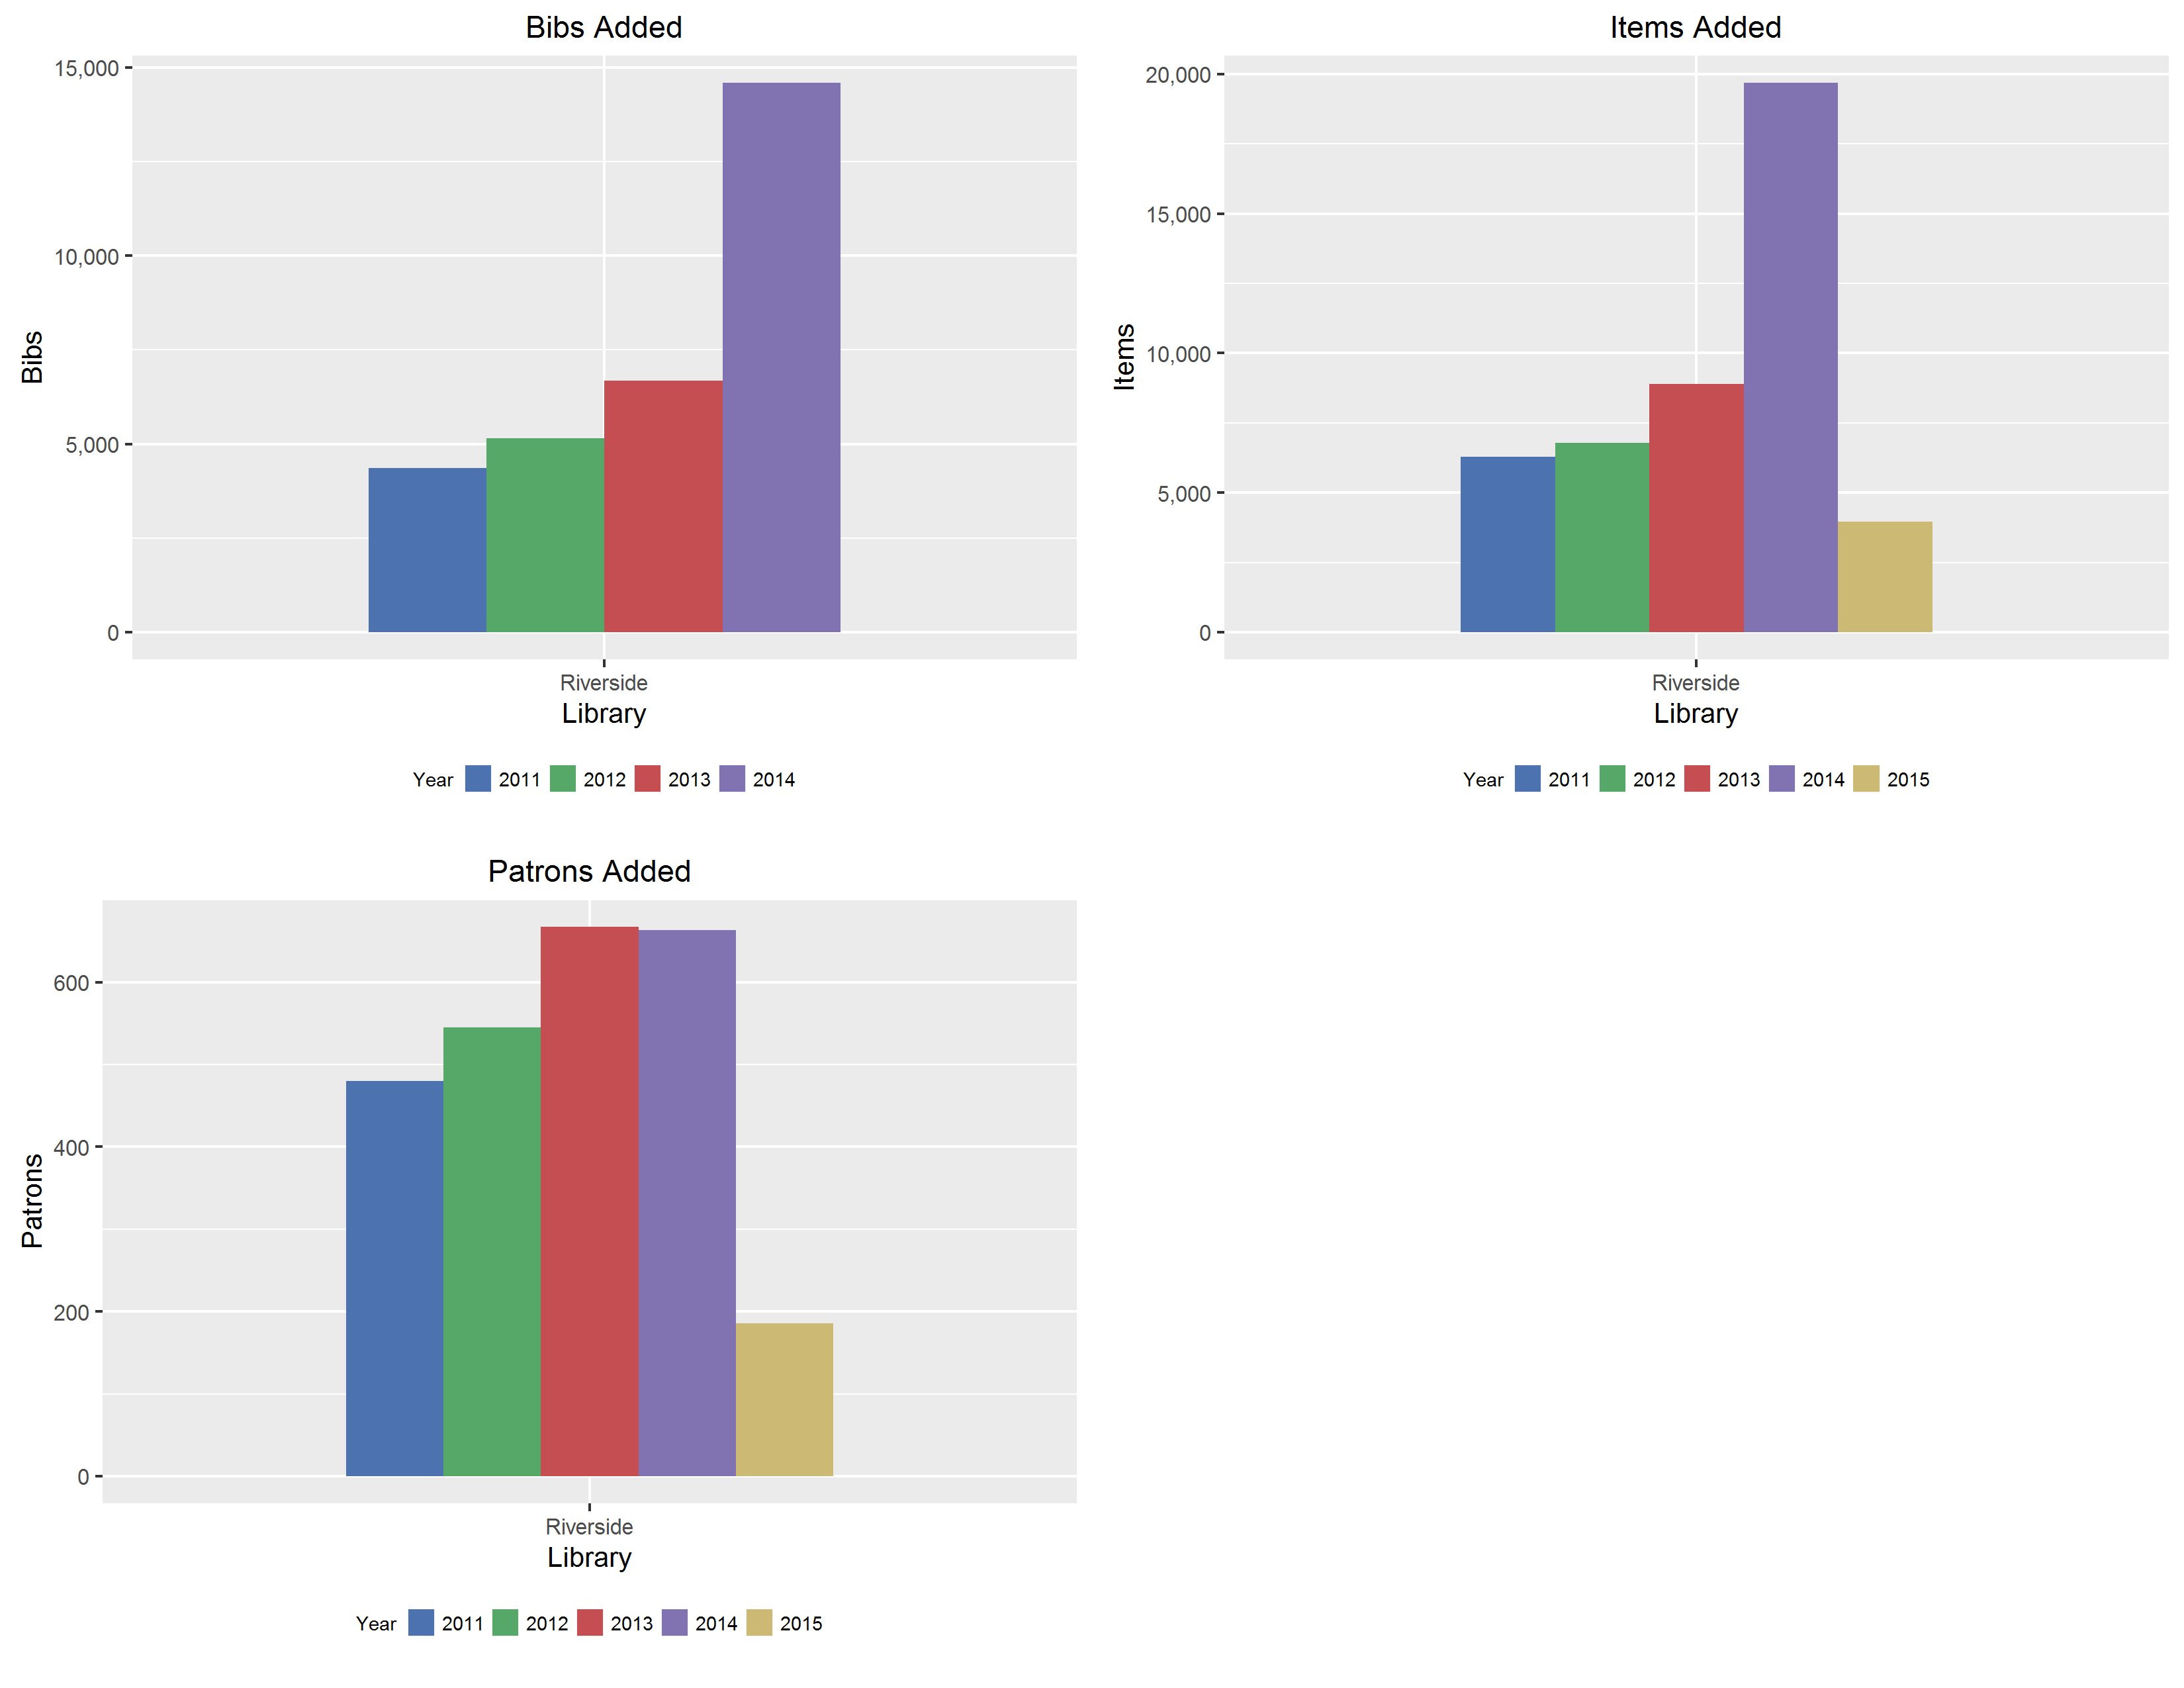 Bibs Added
15,000
10,000
5,000
0
Bibs
Riverside
Library
Year 2011 2012 2013 2014
Items Added
20,000
15,000
10,000
5,000
0
Items
Riverside
Library
Year 2011 2012 2013 2014 2015
Patrons Added
600
400
200
0
Patrons
Riverside
Library
Year 2011 2012 2013 2014 2015